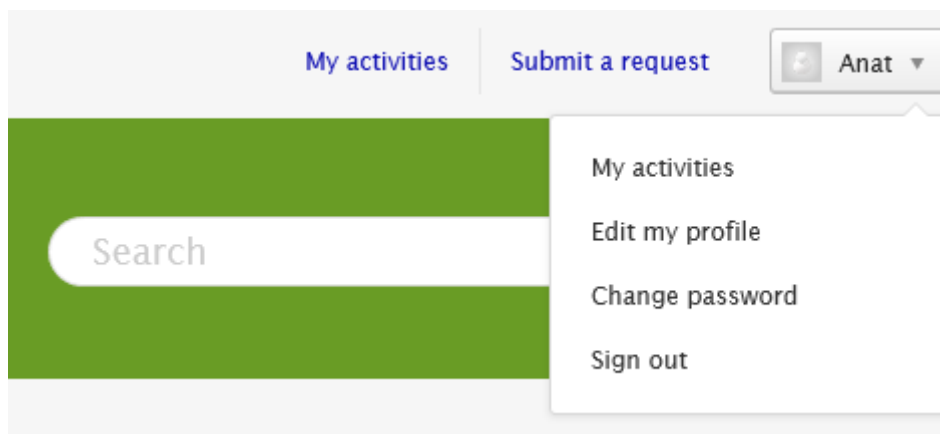 My activities Submit a request Anat
My activities
Search
Edit my profile
Change password
Sign out